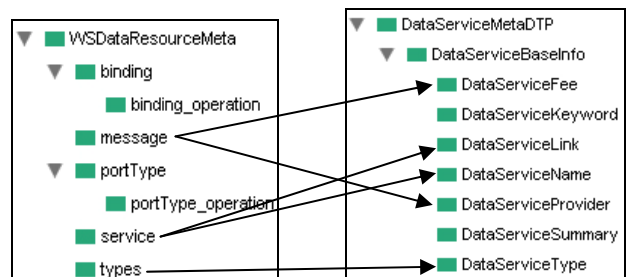 WSDataResourceMeta
binding
binding_operation
message
portType
portType_operation
service
types
DataServiceMetaDTP
DataServiceBaseInfo
DataServiceFee
DataServiceKeyword
DataServiceLink
DataServiceName
DataServiceProvider
DataServiceSummary
DataServiceType